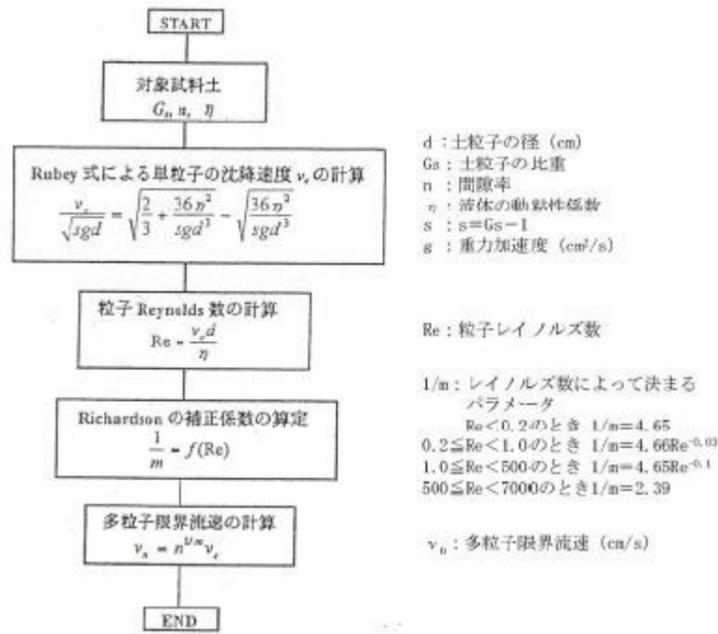 START
対象試料土
Gs, n, η
Rubey 式による単粒子の沈降速度 νe の計算
νe/√sgd = √(2/3 + 36η²/sgd³) − √(36η²/sgd³)
粒子 Reynolds 数の計算
Re = νe d/η
Richardson の補正係数の算定
1/m = f(Re)
多粒子限界流速の計算
νn = n^1/m νe
END
d :土粒子の径 (cm)
Gs: 土粒子の比重
n : 間隙率
η : 液体の動粘性係数
s : s=Gs−1
g : 重力加速度 (cm²/s)
Re: 粒子レイノルズ数
1/m: レイノルズ数によって決まる
パラメータ
Re<0.2のとき 1/m=4.65
0.2≦Re<1.0のとき 1/m=4.66Re^-0.03
1.0≦Re<500のとき 1/m=4.65Re^-0.1
500≦Re<7000のとき1/m=2.39
νn: 多粒子限界流速 (cm/s)